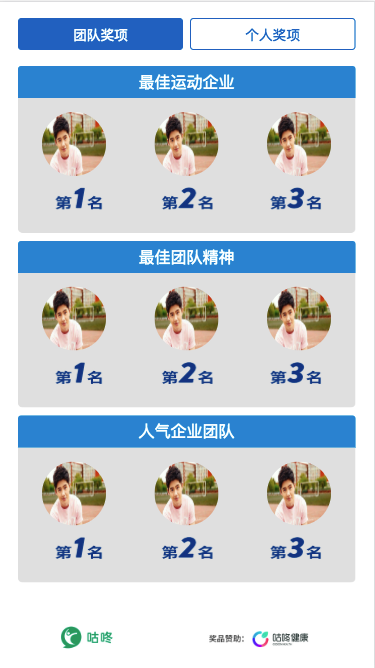 团队奖项 个人奖项
最佳运动企业
第1名 第2名 第3名
最佳团队精神
第1名 第2名 第3名
人气企业团队
第1名 第2名 第3名
咕咚 奖品赞助： 咕咚健康